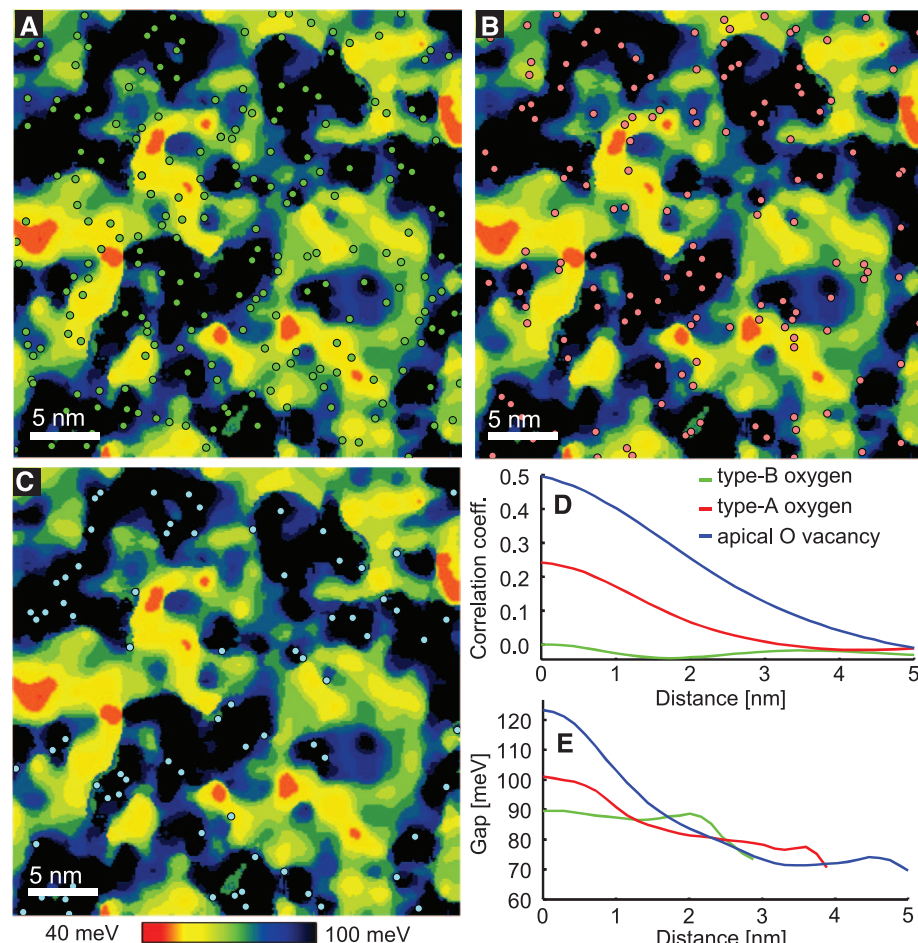 A
5 nm
B
5 nm
C
5 nm
40 meV
100 meV
D
type-B oxygen
type-A oxygen
apical O vacancy
Correlation coeff.
0.5
0.4
0.3
0.2
0.1
0.0
0 1 2 3 4 5
Distance [nm]
E
Gap [meV]
120
110
100
90
80
70
60
0 1 2 3 4 5
Distance [nm]